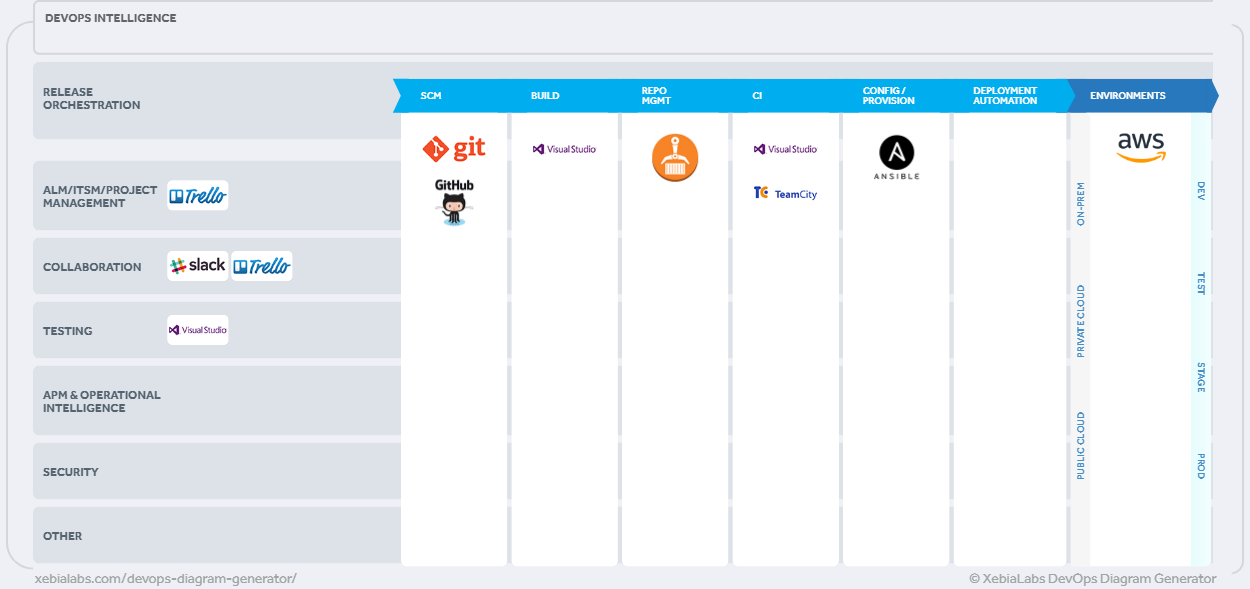 DEVOPS INTELLIGENCE
RELEASE
ORCHESTRATION
SCM
BUILD
REPO
MGMT
CI
CONFIG /
PROVISION
DEPLOYMENT
AUTOMATION
ENVIRONMENTS
git
Visual Studio
Visual Studio
ANSIBLE
aws
GitHub
TeamCity
ALM/ITSM/PROJECT
MANAGEMENT
Trello
COLLABORATION
slack
Trello
TESTING
Visual Studio
APM & OPERATIONAL
INTELLIGENCE
SECURITY
OTHER
ON-PREM
PRIVATE CLOUD
PUBLIC CLOUD
DEV
TEST
STAGE
PROD
xebialabs.com/devops-diagram-generator/
© XebiaLabs DevOps Diagram Generator